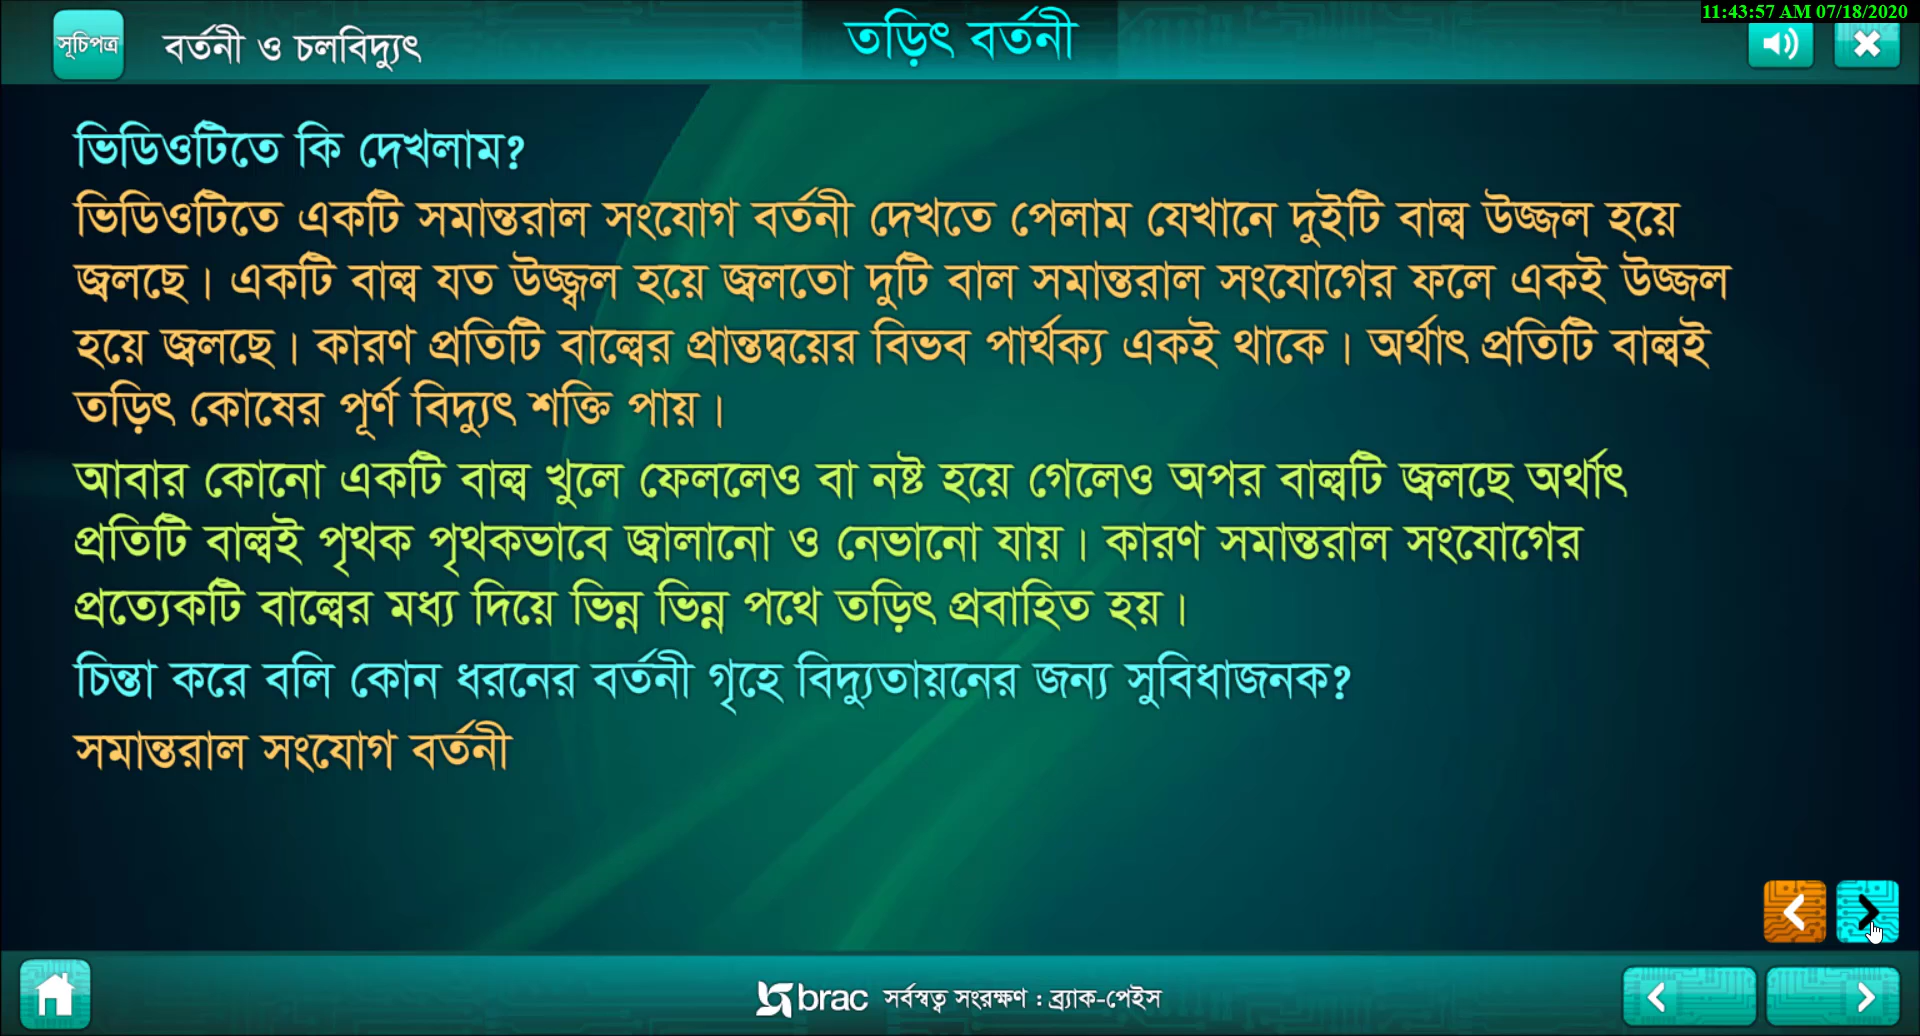 11:43:57 AM 07/18/2020
সূচিপত্র
বর্তনী ও চলবিদ্যুৎ
তড়িৎ বর্তনী
ভিডিওটিতে কি দেখলাম?
ভিডিওটিতে একটি সমান্তরাল সংযোগ বর্তনী দেখতে পেলাম যেখানে দুইটি বাল্ব উজ্জল হয়ে
জ্বলছে। একটি বাল্ব যত উজ্জ্বল হয়ে জ্বলতো দুটি বাল সমান্তরাল সংযোগের ফলে একই উজ্জল
হয়ে জ্বলছে। কারণ প্রতিটি বাল্বের প্রান্তদ্বয়ের বিভব পার্থক্য একই থাকে। অর্থাৎ প্রতিটি বাল্বই
তড়িৎ কোষের পূর্ণ বিদ্যুৎ শক্তি পায়।
আবার কোনো একটি বাল্ব খুলে ফেললেও বা নষ্ট হয়ে গেলেও অপর বাল্বটি জ্বলছে অর্থাৎ
প্রতিটি বাল্বই পৃথক পৃথকভাবে জ্বালানো ও নেভানো যায়। কারণ সমান্তরাল সংযোগের
প্রত্যেকটি বাল্বের মধ্য দিয়ে ভিন্ন ভিন্ন পথে তড়িৎ প্রবাহিত হয়।
চিন্তা করে বলি কোন ধরনের বর্তনী গৃহে বিদ্যুতায়নের জন্য সুবিধাজনক?
সমান্তরাল সংযোগ বর্তনী
brac সর্বস্বত্ব সংরক্ষণ : ব্র্যাক-পেইস